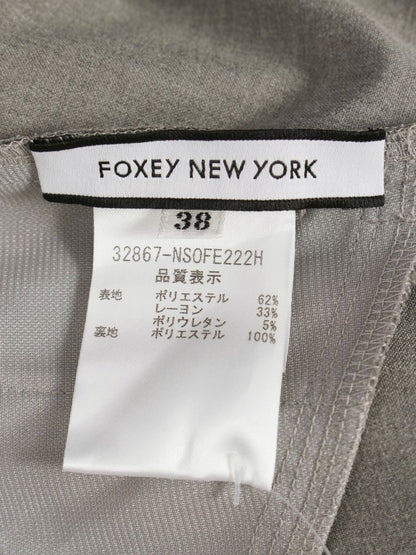 FOXEY NEW YORK
38
32867-NSOFE222H
品質表示
表地 ポリエステル 62%
レーヨン 33%
ポリウレタン 5%
裏地 ポリエステル 100%